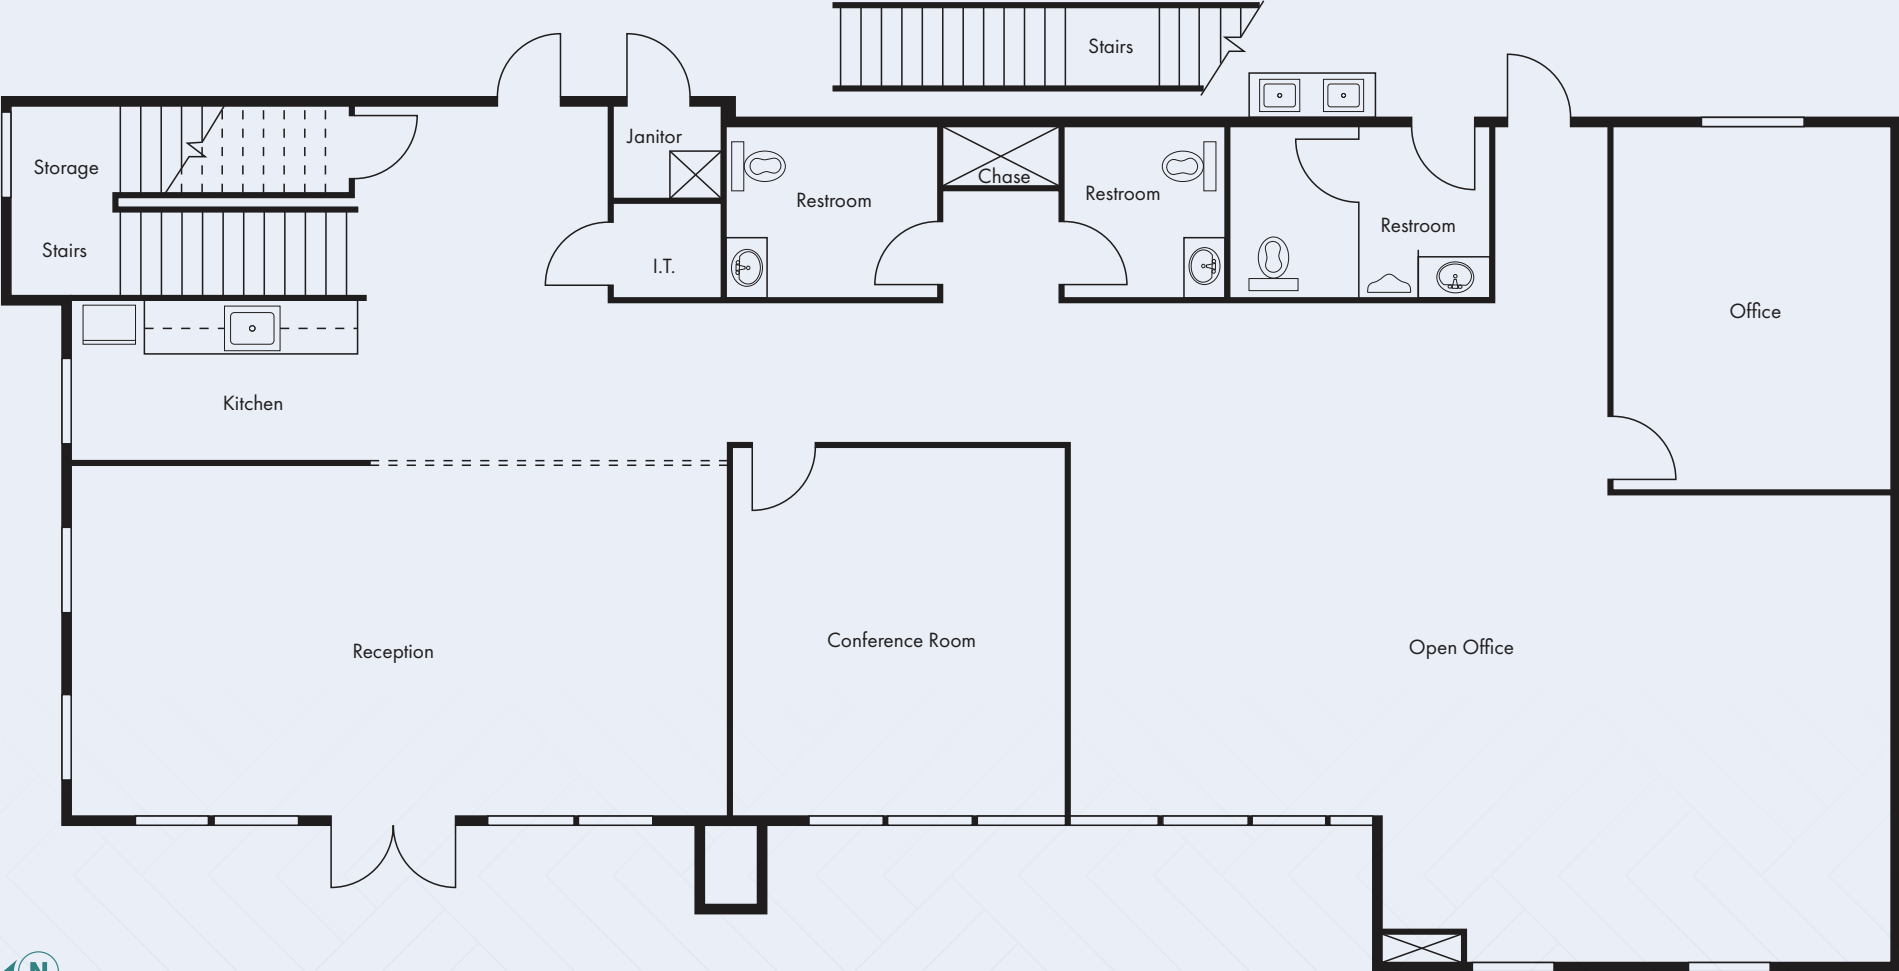 Stairs
Janitor
Storage
Chase
Restroom
Restroom
Restroom
Stairs
I.T.
Office
Kitchen
Conference Room
Open Office
Reception
N